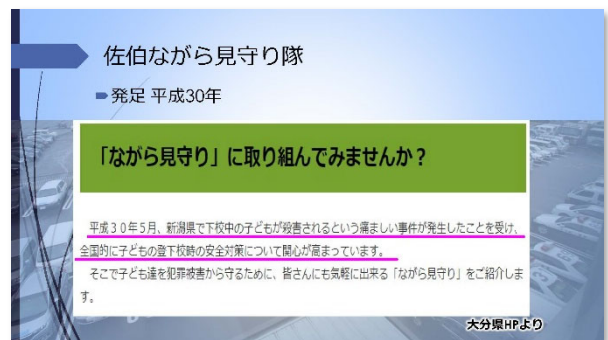 佐伯ながら見守り隊
発足 平成30年
「ながら見守り」に取り組んでみませんか？
平成３０年５月、新潟県で下校中の子どもが殺害されるという痛ましい事件が発生したことを受け、
全国的に子どもの登下校時の安全対策について関心が高まっています。
そこで子ども達を犯罪被害から守るために、皆さんにも気軽に出来る「ながら見守り」をご紹介しま
す。
大分県HPより